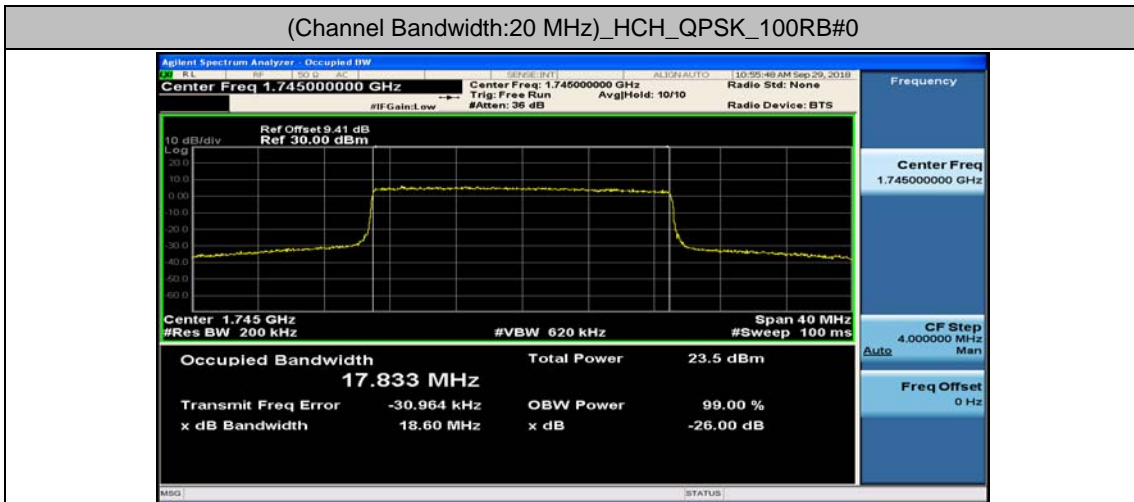 (Channel Bandwidth:20 MHz)_HCH_QPSK_100RB#0
Agilent Spectrum Analyzer - Occupied BW
LXI RL RF 50 Ω AC SENSE:INT ALIGN AUTO 10:55:48 AM Sep 29, 2018
Center Freq 1.745000000 GHz Center Freq: 1.745000000 GHz Radio Std: None
Trig: Free Run Avg|Hold: 10/10
#IFGain:Low #Atten: 36 dB Radio Device: BTS
Frequency
Ref Offset 9.41 dB
10 dB/div Ref 30.00 dBm
Log
20.0
10.0
0.00
-10.0
-20.0
-30.0
-40.0
-50.0
-60.0
Center 1.745 GHz Span 40 MHz
#Res BW 200 kHz #VBW 620 kHz #Sweep 100 ms
Center Freq
1.745000000 GHz
CF Step
4.000000 MHz
Auto Man
Freq Offset
0 Hz
Occupied Bandwidth Total Power 23.5 dBm
17.833 MHz
Transmit Freq Error -30.964 kHz OBW Power 99.00 %
x dB Bandwidth 18.60 MHz x dB -26.00 dB
MSG STATUS